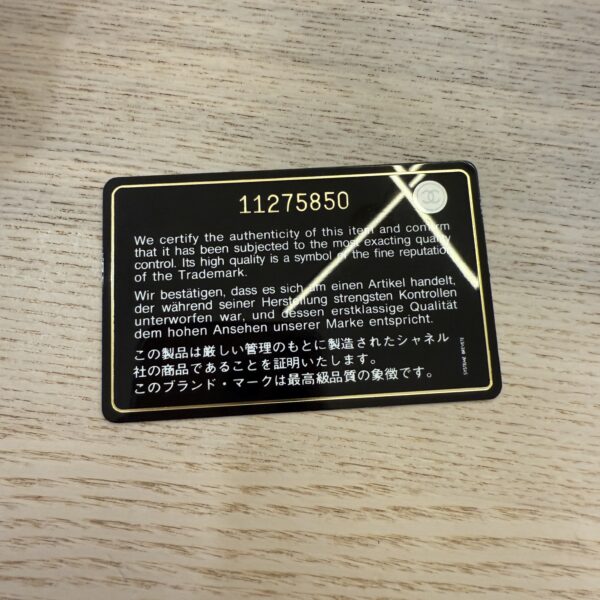 11275850
We certify the authenticity of this item and confirm
that it has been subjected to the most exacting quality
control. Its high quality is a symbol of the fine reputation
of the Trademark.
Wir bestätigen, dass es sich um einen Artikel handelt,
der während seiner Herstellung strengsten Kontrollen
unterworfen war, und dessen erstklassige Qualität
dem hohen Ansehen unserer Marke entspricht.
この製品は厳しい管理のもとに製造されたシャネル
社の商品であることを証明いたします。
このブランド・マークは最高級品質の象徴です。